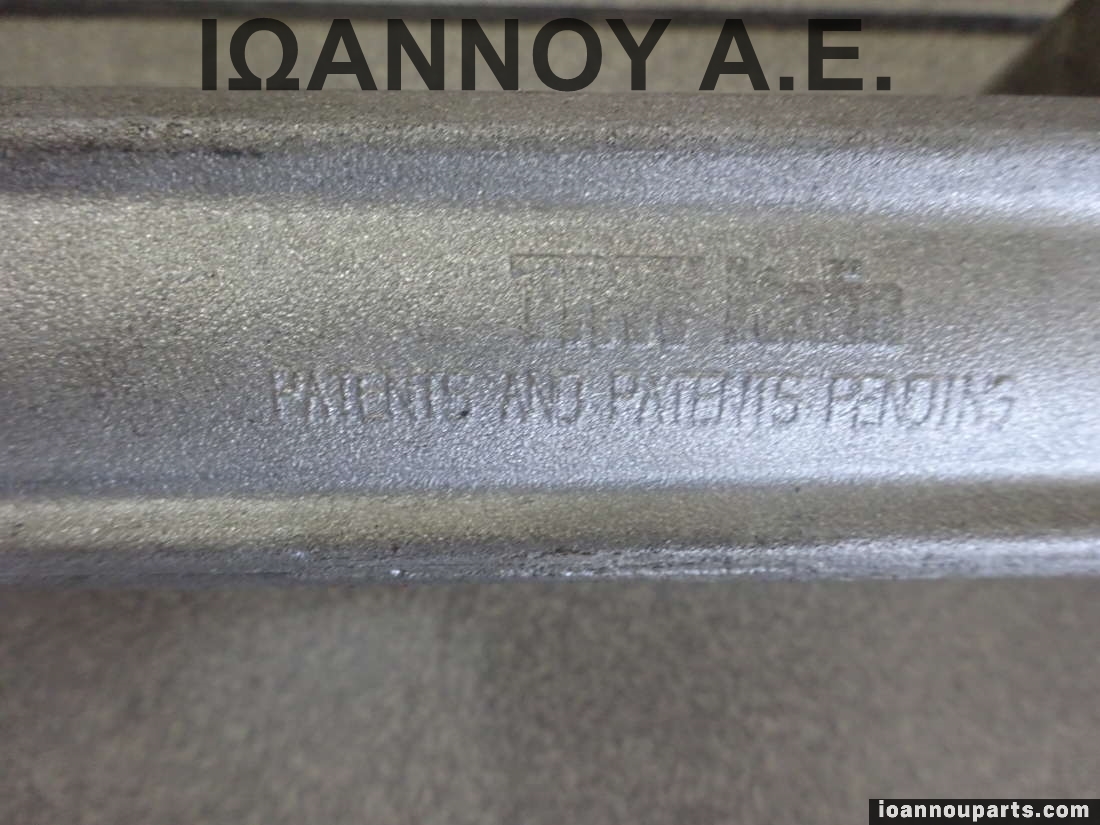 ΙΩΑΝΝΟΥ Α.Ε.
PATENTS AND PATENTS PENDING
ioannouparts.com